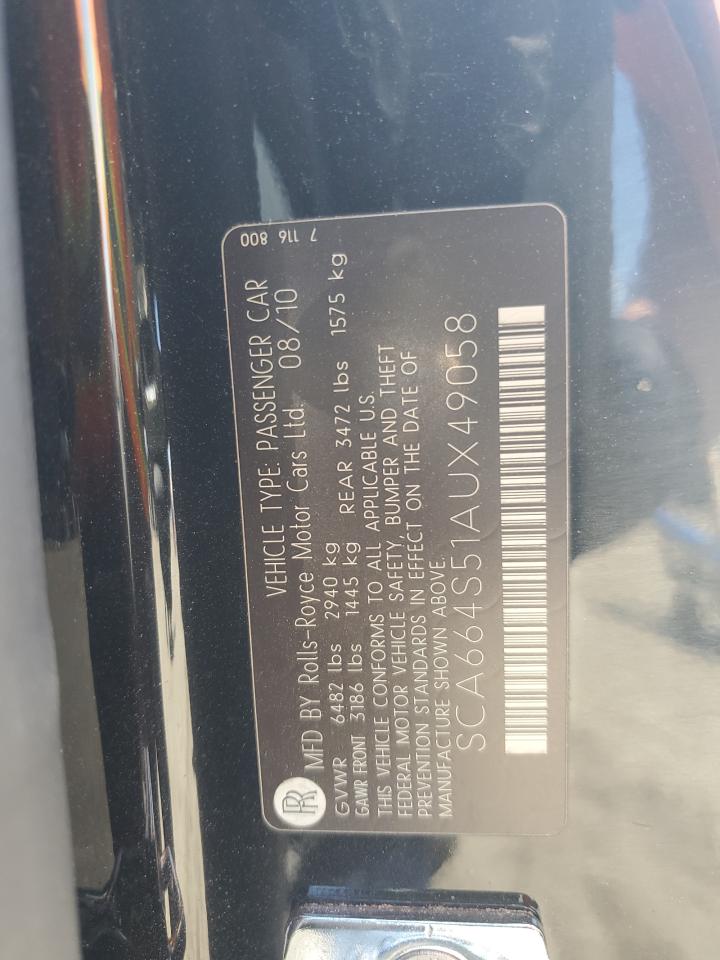 7 116 800
VEHICLE TYPE: PASSENGER CAR
MFD BY Rolls-Royce Motor Cars Ltd. 08/10
GVWR 6482 lbs 2940 kg
GAWR FRONT 3186 lbs 1445 kg REAR 3472 lbs 1575 kg
THIS VEHICLE CONFORMS TO ALL APPLICABLE U.S.
FEDERAL MOTOR VEHICLE SAFETY, BUMPER AND THEFT
PREVENTION STANDARDS IN EFFECT ON THE DATE OF
MANUFACTURE SHOWN ABOVE.
SCA664S51AUX49058
RR